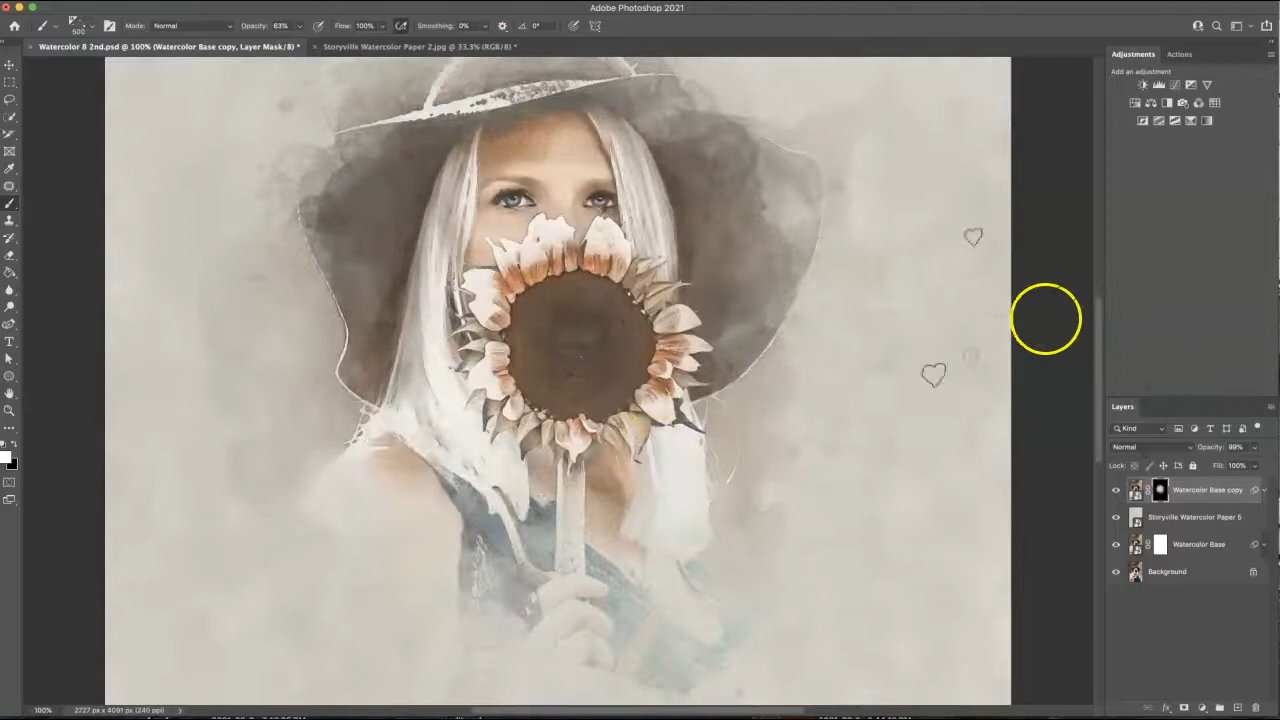 Adobe Photoshop 2021
500
Mode: Normal
Opacity: 63%
Flow: 100%
Smoothing: 0%
0°
Watercolor 8 2nd.psd @ 100% (Watercolor Base copy, Layer Mask/8) *
Storyville Watercolor Paper 2.jpg @ 33.3% (RGB/8) *
Adjustments
Actions
Add an adjustment
Layers
Kind
Normal
Opacity: 99%
Lock:
Fill: 100%
Watercolor Base copy
Storyville Watercolor Paper 5
Watercolor Base
Background
100%
2727 px x 4091 px (240 ppi)